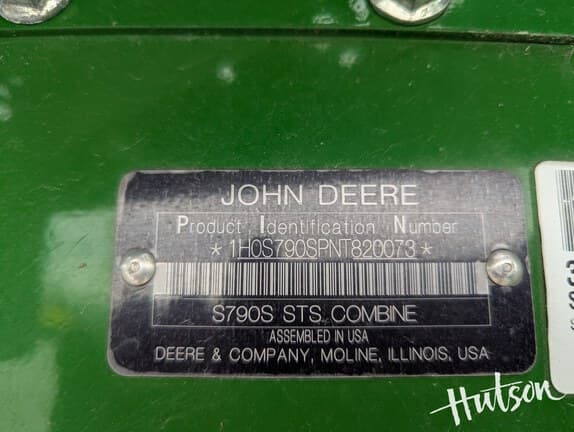 JOHN DEERE
Product Identification Number
*1H0S790SPNT820073*
S790S STS COMBINE
ASSEMBLED IN USA
DEERE & COMPANY, MOLINE, ILLINOIS, USA
Hutson